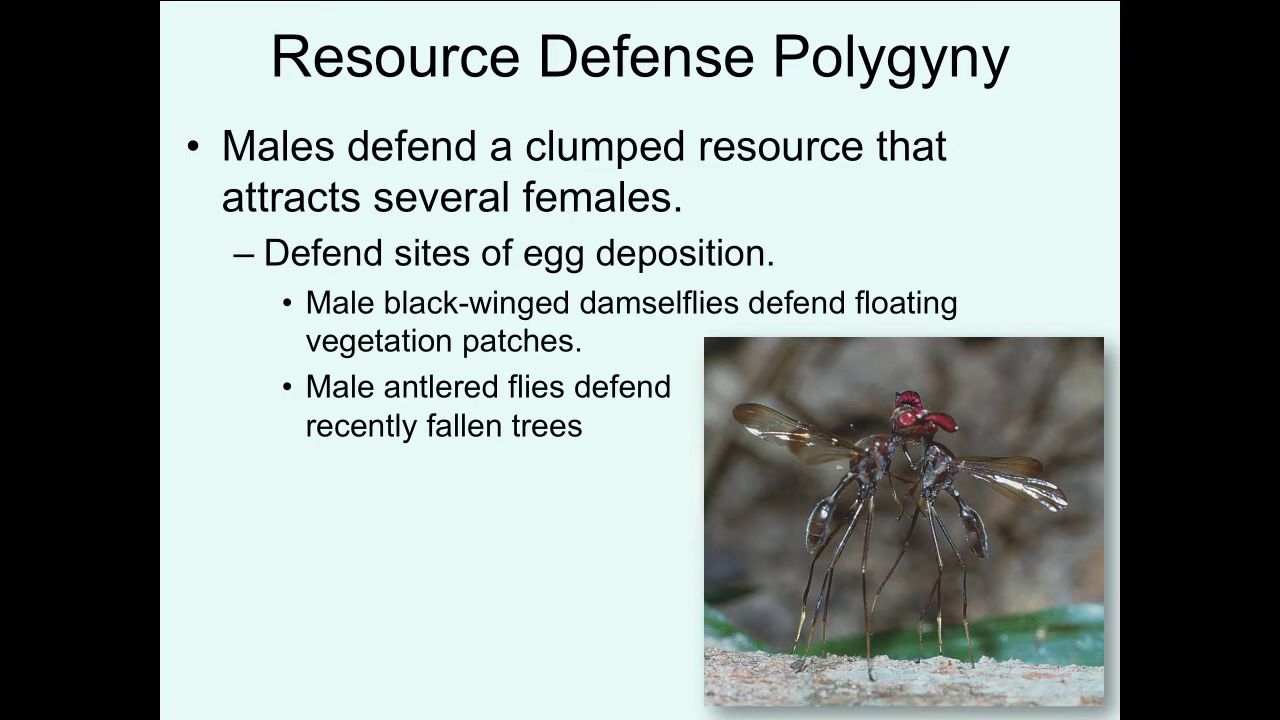 Resource Defense Polygyny
• Males defend a clumped resource that
attracts several females.
– Defend sites of egg deposition.
• Male black-winged damselflies defend floating
vegetation patches.
• Male antlered flies defend
recently fallen trees